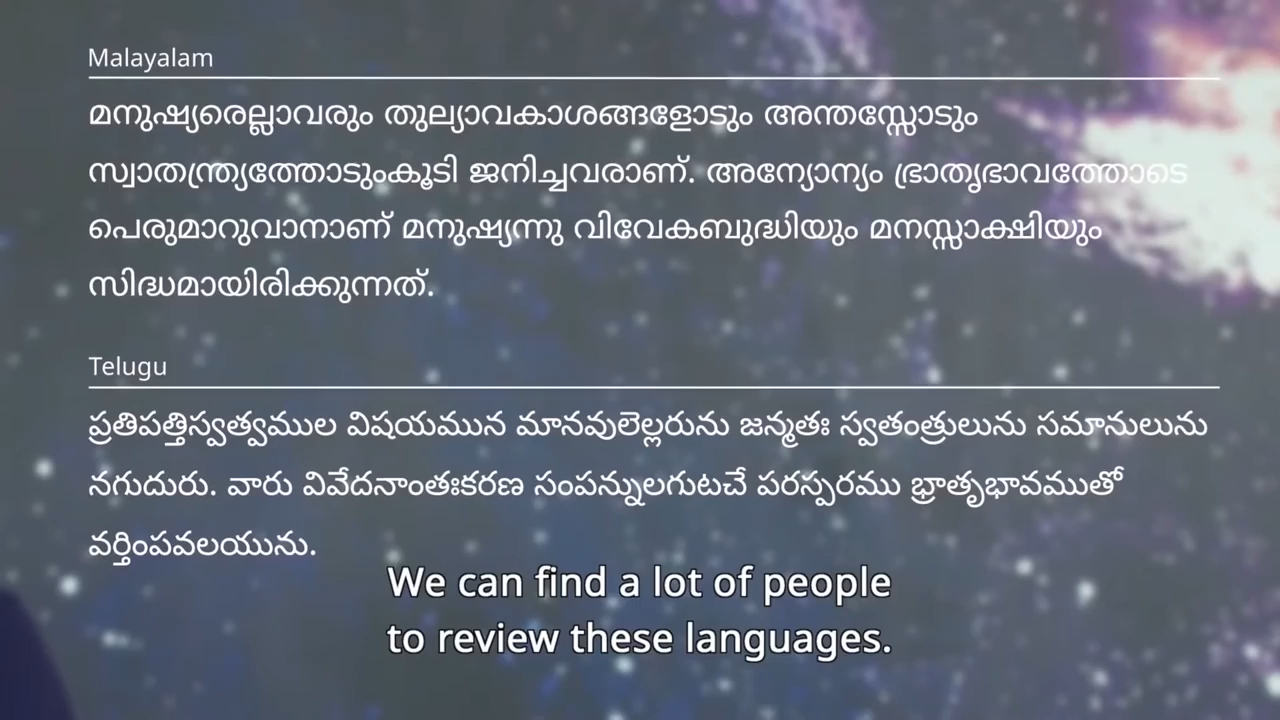 Malayalam
മനുഷ്യരെല്ലാവരും തുല്യാവകാശങ്ങളോടും അന്തസ്സോടും
സ്വാതന്ത്ര്യത്തോടുംകൂടി ജനിച്ചവരാണ്. അന്യോന്യം ഭ്രാതൃഭാവത്തോടെ
പെരുമാറുവാനാണ് മനുഷ്യന്നു വിവേകബുദ്ധിയും മനസ്സാക്ഷിയും
സിദ്ധമായിരിക്കുന്നത്.
Telugu
ప్రతిపత్తిస్వత్వముల విషయమున మానవులెల్లరును జన్మతః స్వతంత్రులును సమానులును
నగుదురు. వారు వివేదనాంతఃకరణ సంపన్నులగుటచే పరస్పరము భ్రాతృభావముతో
వర్తింపవలయును.
We can find a lot of people
to review these languages.